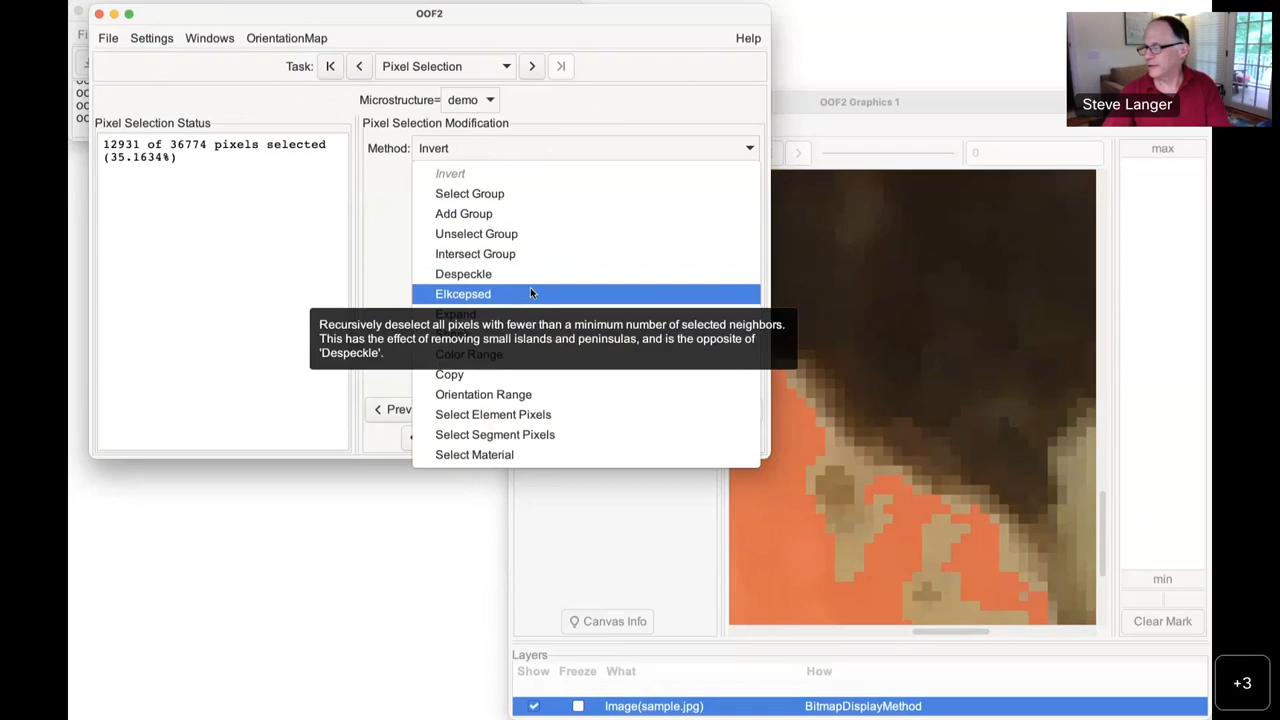 OOF2
File Settings Windows OrientationMap Help
Task: Pixel Selection
Microstructure= demo
Pixel Selection Status
12931 of 36774 pixels selected
(35.1634%)
Pixel Selection Modification
Method: Invert
Invert
Select Group
Add Group
Unselect Group
Intersect Group
Despeckle
Elkcepsed
Expand
Recursively deselect all pixels with fewer than a minimum number of selected neighbors.
This has the effect of removing small islands and peninsulas, and is the opposite of
'Despeckle'.
Color Range
Copy
Orientation Range
Select Element Pixels
Select Segment Pixels
Select Material
Prev
OOF2 Graphics 1
0
max
min
Clear Mark
Canvas Info
Layers
Show Freeze What How
Image(sample.jpg) BitmapDisplayMethod
Steve Langer
+3